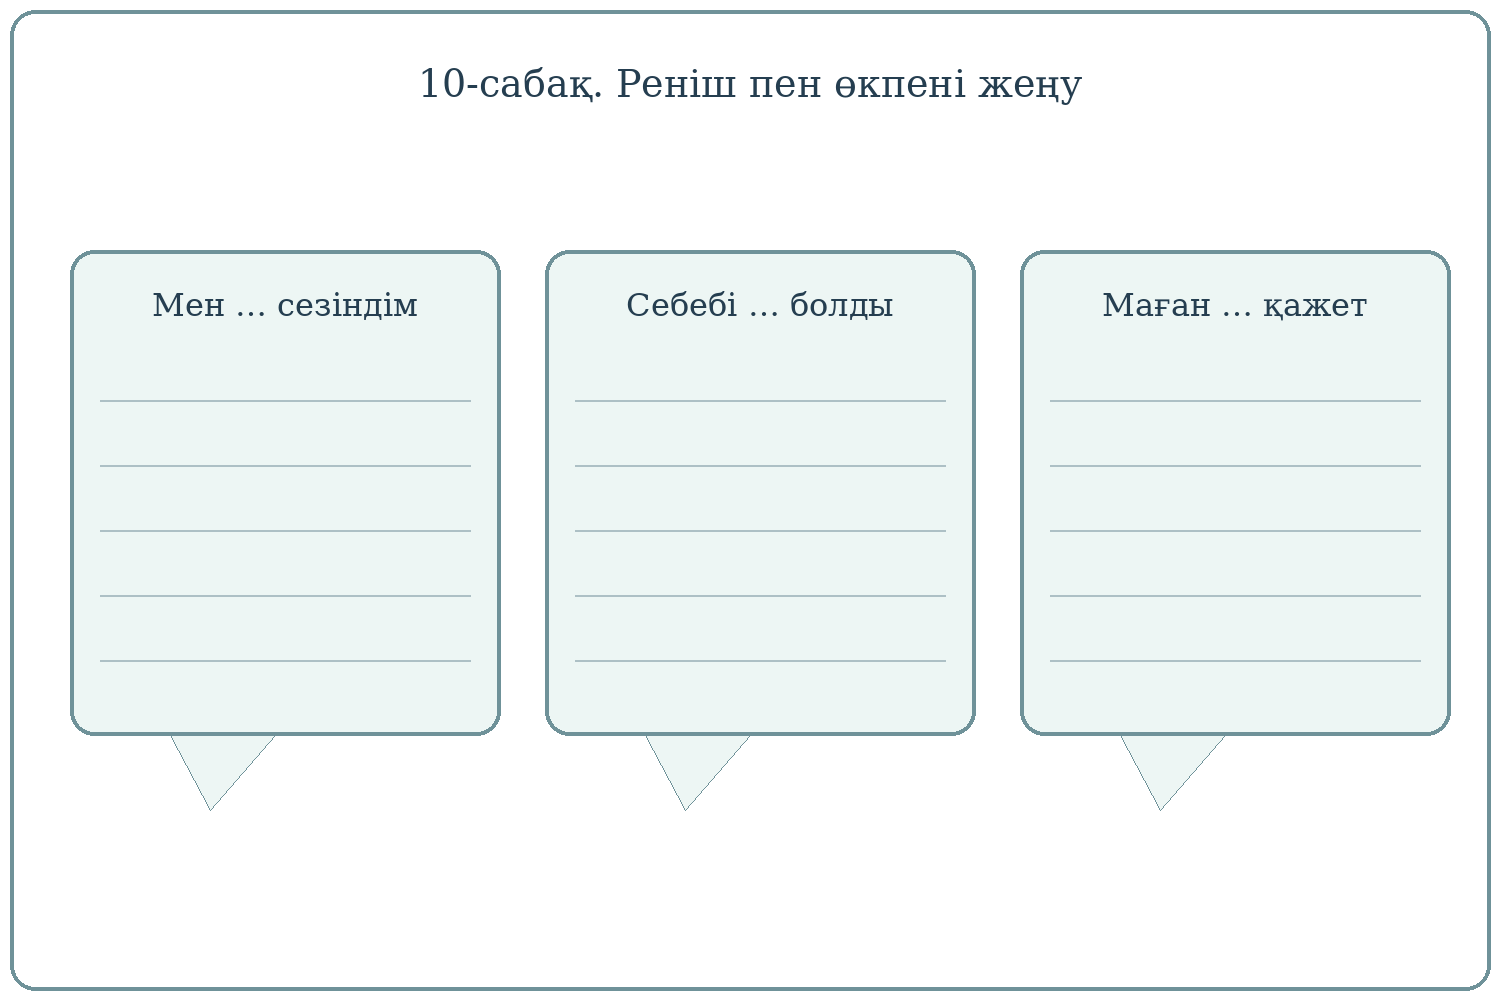 10-сабақ. Реніш пен өкпені жеңу
Мен … сезіндім
Себебі … болды
Маған … қажет